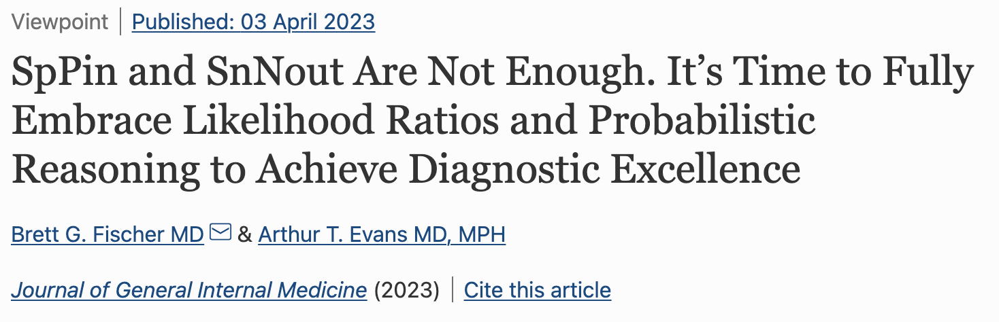 Viewpoint | Published: 03 April 2023
SpPin and SnNout Are Not Enough. It’s Time to Fully
Embrace Likelihood Ratios and Probabilistic
Reasoning to Achieve Diagnostic Excellence
Brett G. Fischer MD & Arthur T. Evans MD, MPH
Journal of General Internal Medicine (2023) | Cite this article